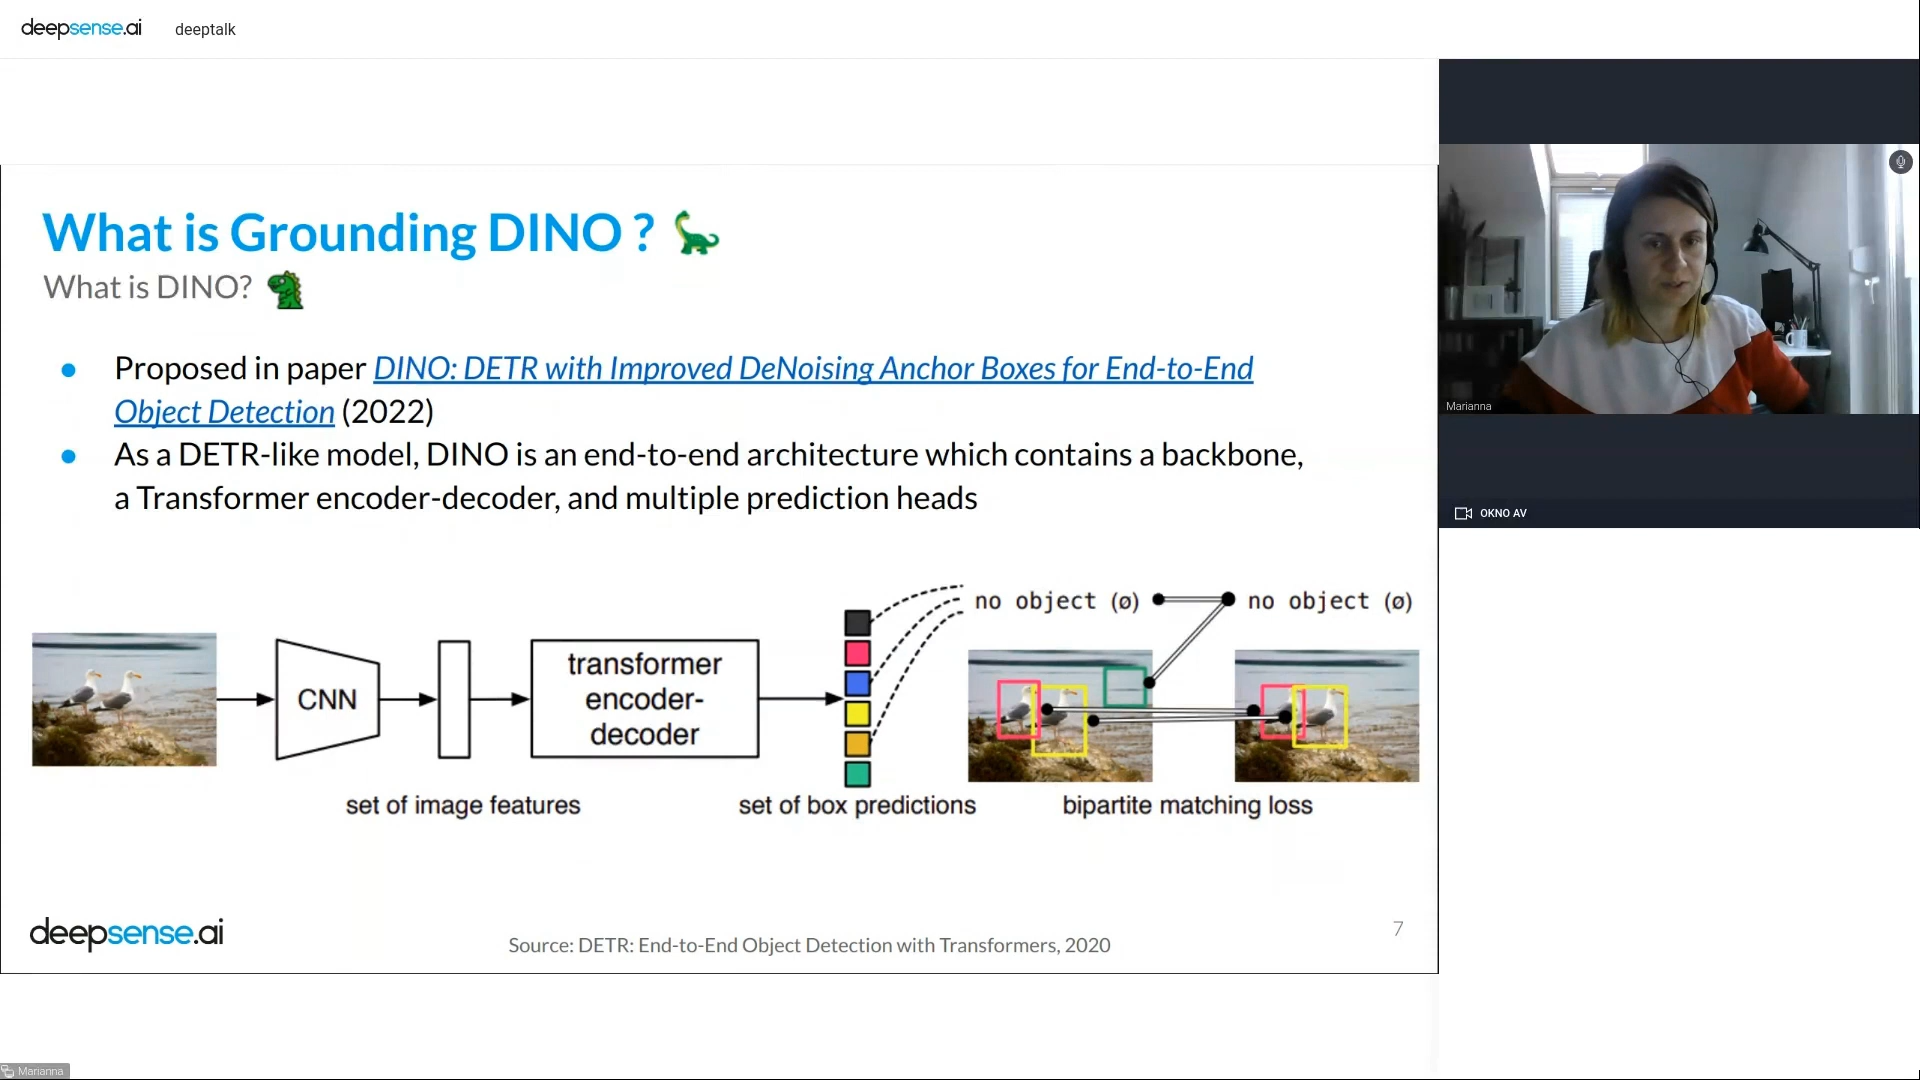 deepsense.ai
deeptalk
What is Grounding DINO ?
What is DINO?
Proposed in paper DINO: DETR with Improved DeNoising Anchor Boxes for End-to-End
Object Detection (2022)
As a DETR-like model, DINO is an end-to-end architecture which contains a backbone,
a Transformer encoder-decoder, and multiple prediction heads
no object (ø)
no object (ø)
CNN
transformer
encoder-
decoder
set of image features
set of box predictions
bipartite matching loss
deepsense.ai
Source: DETR: End-to-End Object Detection with Transformers, 2020
7
Marianna
OKNO AV
Marianna